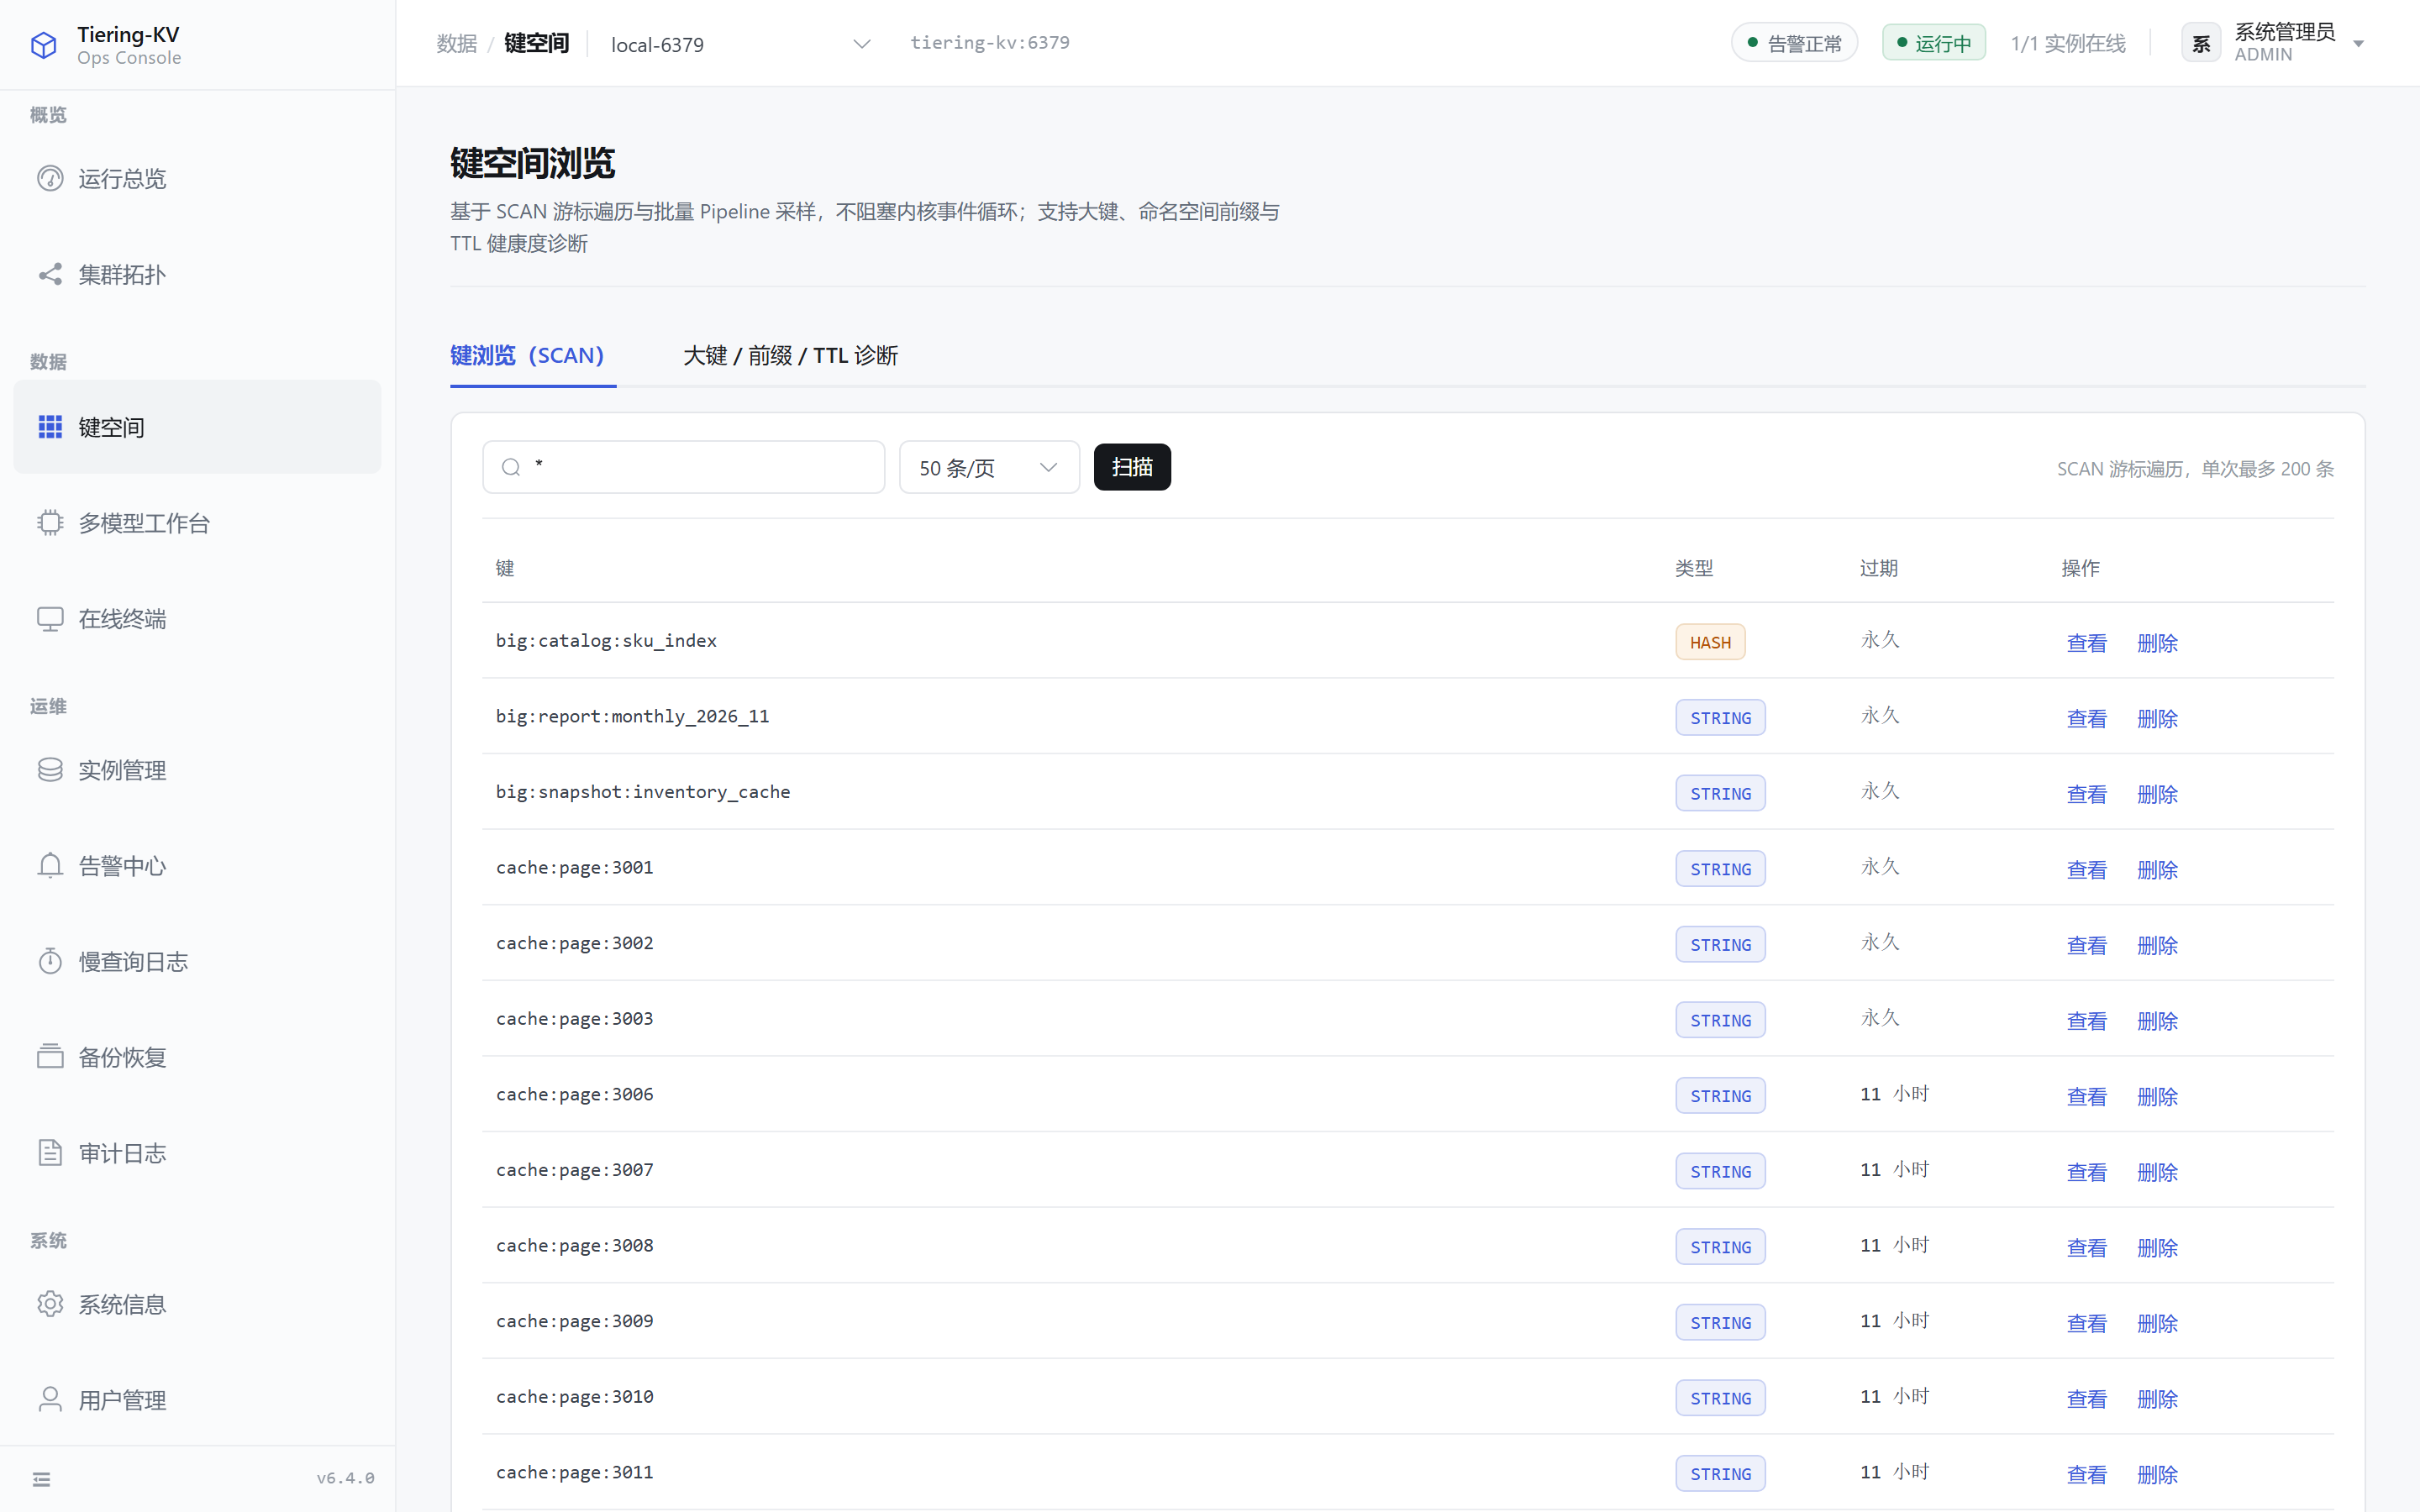 Tiering-KV
Ops Console
概览
运行总览
集群拓扑
数据
键空间
多模型工作台
在线终端
运维
实例管理
告警中心
慢查询日志
备份恢复
审计日志
系统
系统信息
用户管理
v6.4.0
数据 / 键空间 local-6379 tiering-kv:6379 告警正常 运行中 1/1 实例在线 系 系统管理员
ADMIN
键空间浏览
基于 SCAN 游标遍历与批量 Pipeline 采样，不阻塞内核事件循环；支持大键、命名空间前缀与
TTL 健康度诊断
键浏览（SCAN） 大键 / 前缀 / TTL 诊断
* 50 条/页 扫描 SCAN 游标遍历，单次最多 200 条
键 类型 过期 操作
big:catalog:sku_index HASH 永久 查看 删除
big:report:monthly_2026_11 STRING 永久 查看 删除
big:snapshot:inventory_cache STRING 永久 查看 删除
cache:page:3001 STRING 永久 查看 删除
cache:page:3002 STRING 永久 查看 删除
cache:page:3003 STRING 永久 查看 删除
cache:page:3006 STRING 11 小时 查看 删除
cache:page:3007 STRING 11 小时 查看 删除
cache:page:3008 STRING 11 小时 查看 删除
cache:page:3009 STRING 11 小时 查看 删除
cache:page:3010 STRING 11 小时 查看 删除
cache:page:3011 STRING 11 小时 查看 删除